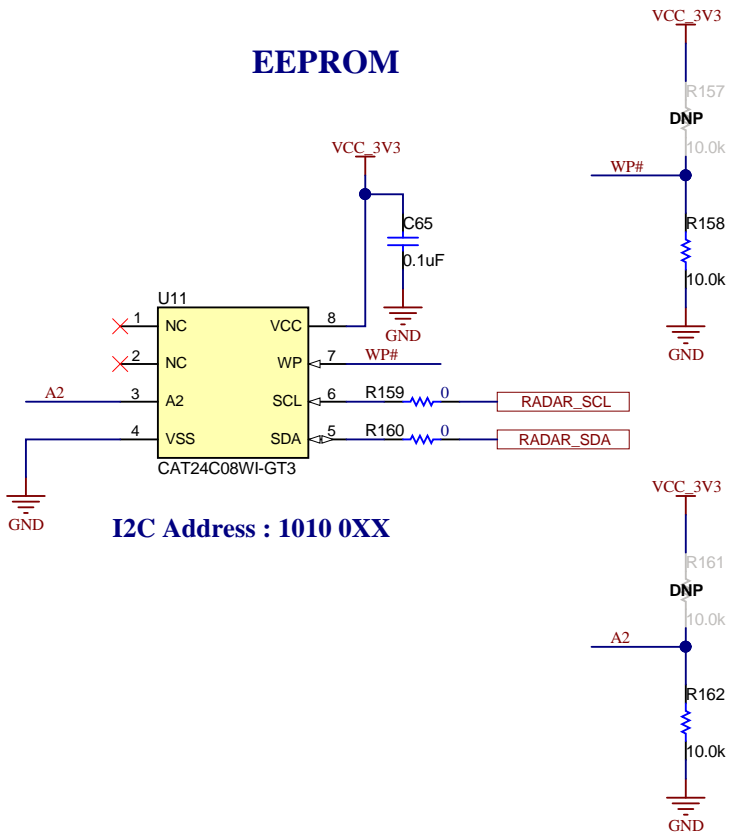 EEPROM
VCC_3V3
C65
0.1uF
GND
U11
1 NC VCC 8
2 NC WP 7 WP#
A2 3 A2 SCL 6 R159 0 RADAR_SCL
4 VSS SDA 5 R160 0 RADAR_SDA
CAT24C08WI-GT3
GND
I2C Address : 1010 0XX
VCC_3V3
R157
DNP
10.0k
WP#
R158
10.0k
GND
VCC_3V3
R161
DNP
10.0k
A2
R162
10.0k
GND